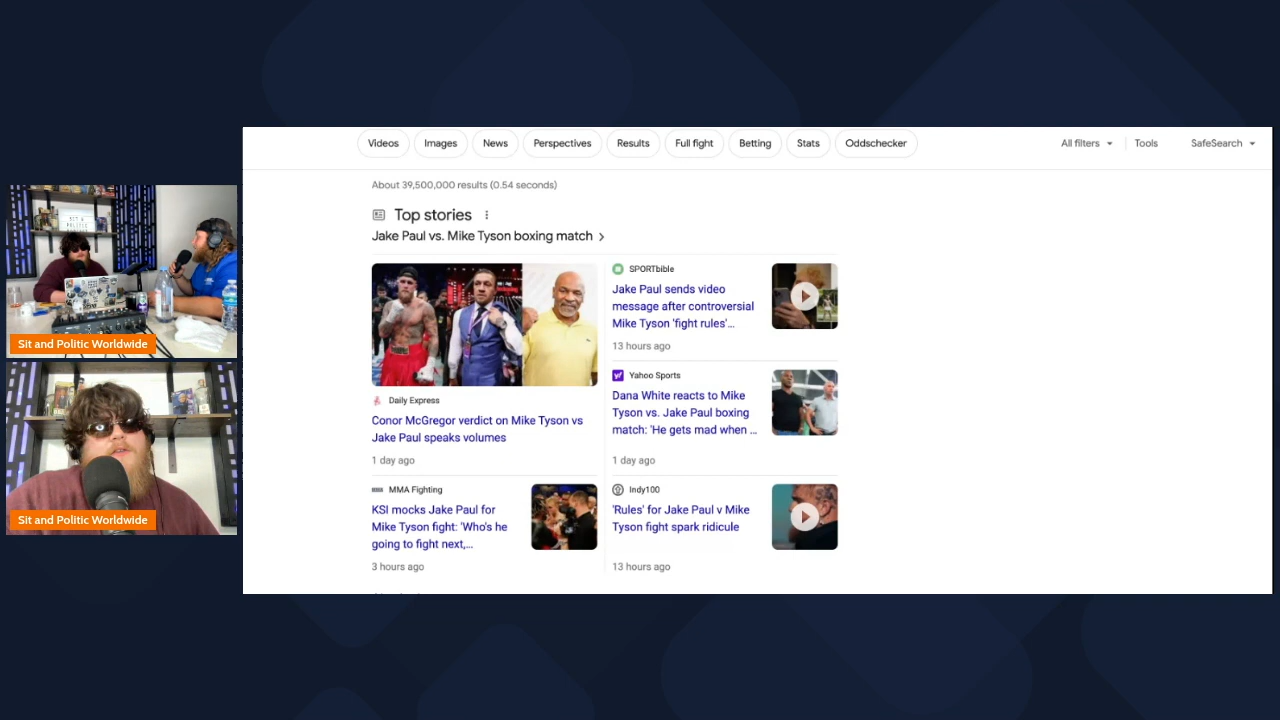 Videos
Images
News
Perspectives
Results
Full fight
Betting
Stats
Oddschecker
All filters
Tools
SafeSearch
About 39,500,000 results (0.54 seconds)
Top stories
Jake Paul vs. Mike Tyson boxing match
Daily Express
Conor McGregor verdict on Mike Tyson vs
Jake Paul speaks volumes
1 day ago
SPORTbible
Jake Paul sends video
message after controversial
Mike Tyson 'fight rules'...
13 hours ago
Yahoo Sports
Dana White reacts to Mike
Tyson vs. Jake Paul boxing
match: 'He gets mad when ...
1 day ago
MMA Fighting
KSI mocks Jake Paul for
Mike Tyson fight: 'Who's he
going to fight next,...
3 hours ago
Indy100
'Rules' for Jake Paul v Mike
Tyson fight spark ridicule
13 hours ago
Sit and Politic Worldwide
Sit and Politic Worldwide